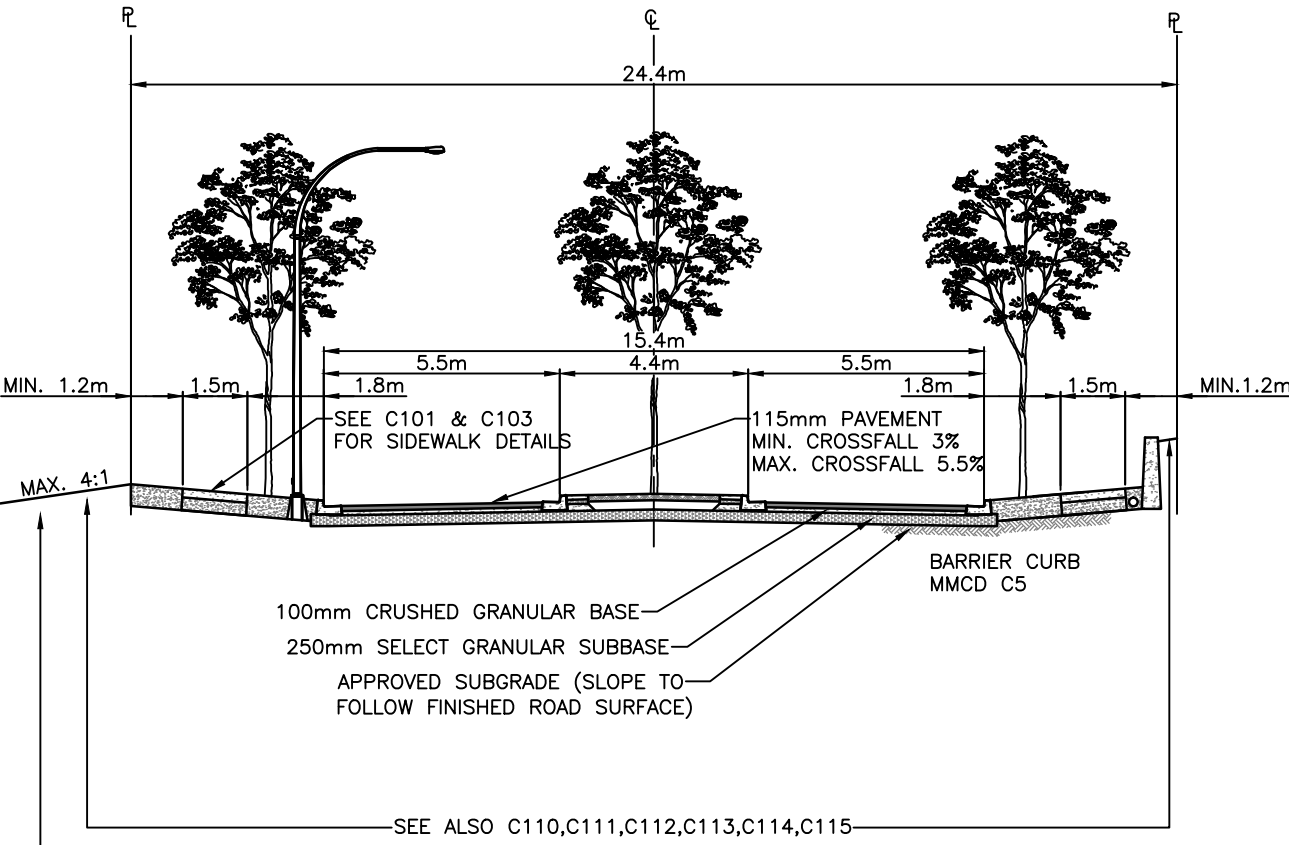 PL
CL
PL
24.4m
15.4m
5.5m
4.4m
5.5m
MIN. 1.2m
1.5m
1.8m
1.8m
1.5m
MIN.1.2m
SEE C101 & C103
FOR SIDEWALK DETAILS
115mm PAVEMENT
MIN. CROSSFALL 3%
MAX. CROSSFALL 5.5%
MAX. 4:1
BARRIER CURB
MMCD C5
100mm CRUSHED GRANULAR BASE
250mm SELECT GRANULAR SUBBASE
APPROVED SUBGRADE (SLOPE TO
FOLLOW FINISHED ROAD SURFACE)
SEE ALSO C110,C111,C112,C113,C114,C115